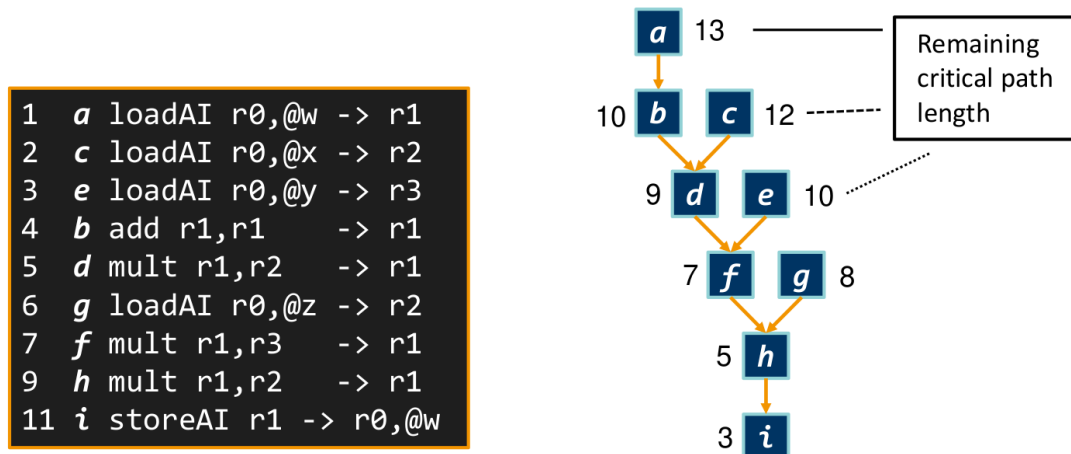 1 a loadAI r0,@w -> r1
2 c loadAI r0,@x -> r2
3 e loadAI r0,@y -> r3
4 b add r1,r1 -> r1
5 d mult r1,r2 -> r1
6 g loadAI r0,@z -> r2
7 f mult r1,r3 -> r1
9 h mult r1,r2 -> r1
11 i storeAI r1 -> r0,@w
a 13
10 b c 12
9 d e 10
7 f g 8
5 h
3 i
Remaining
critical path
length